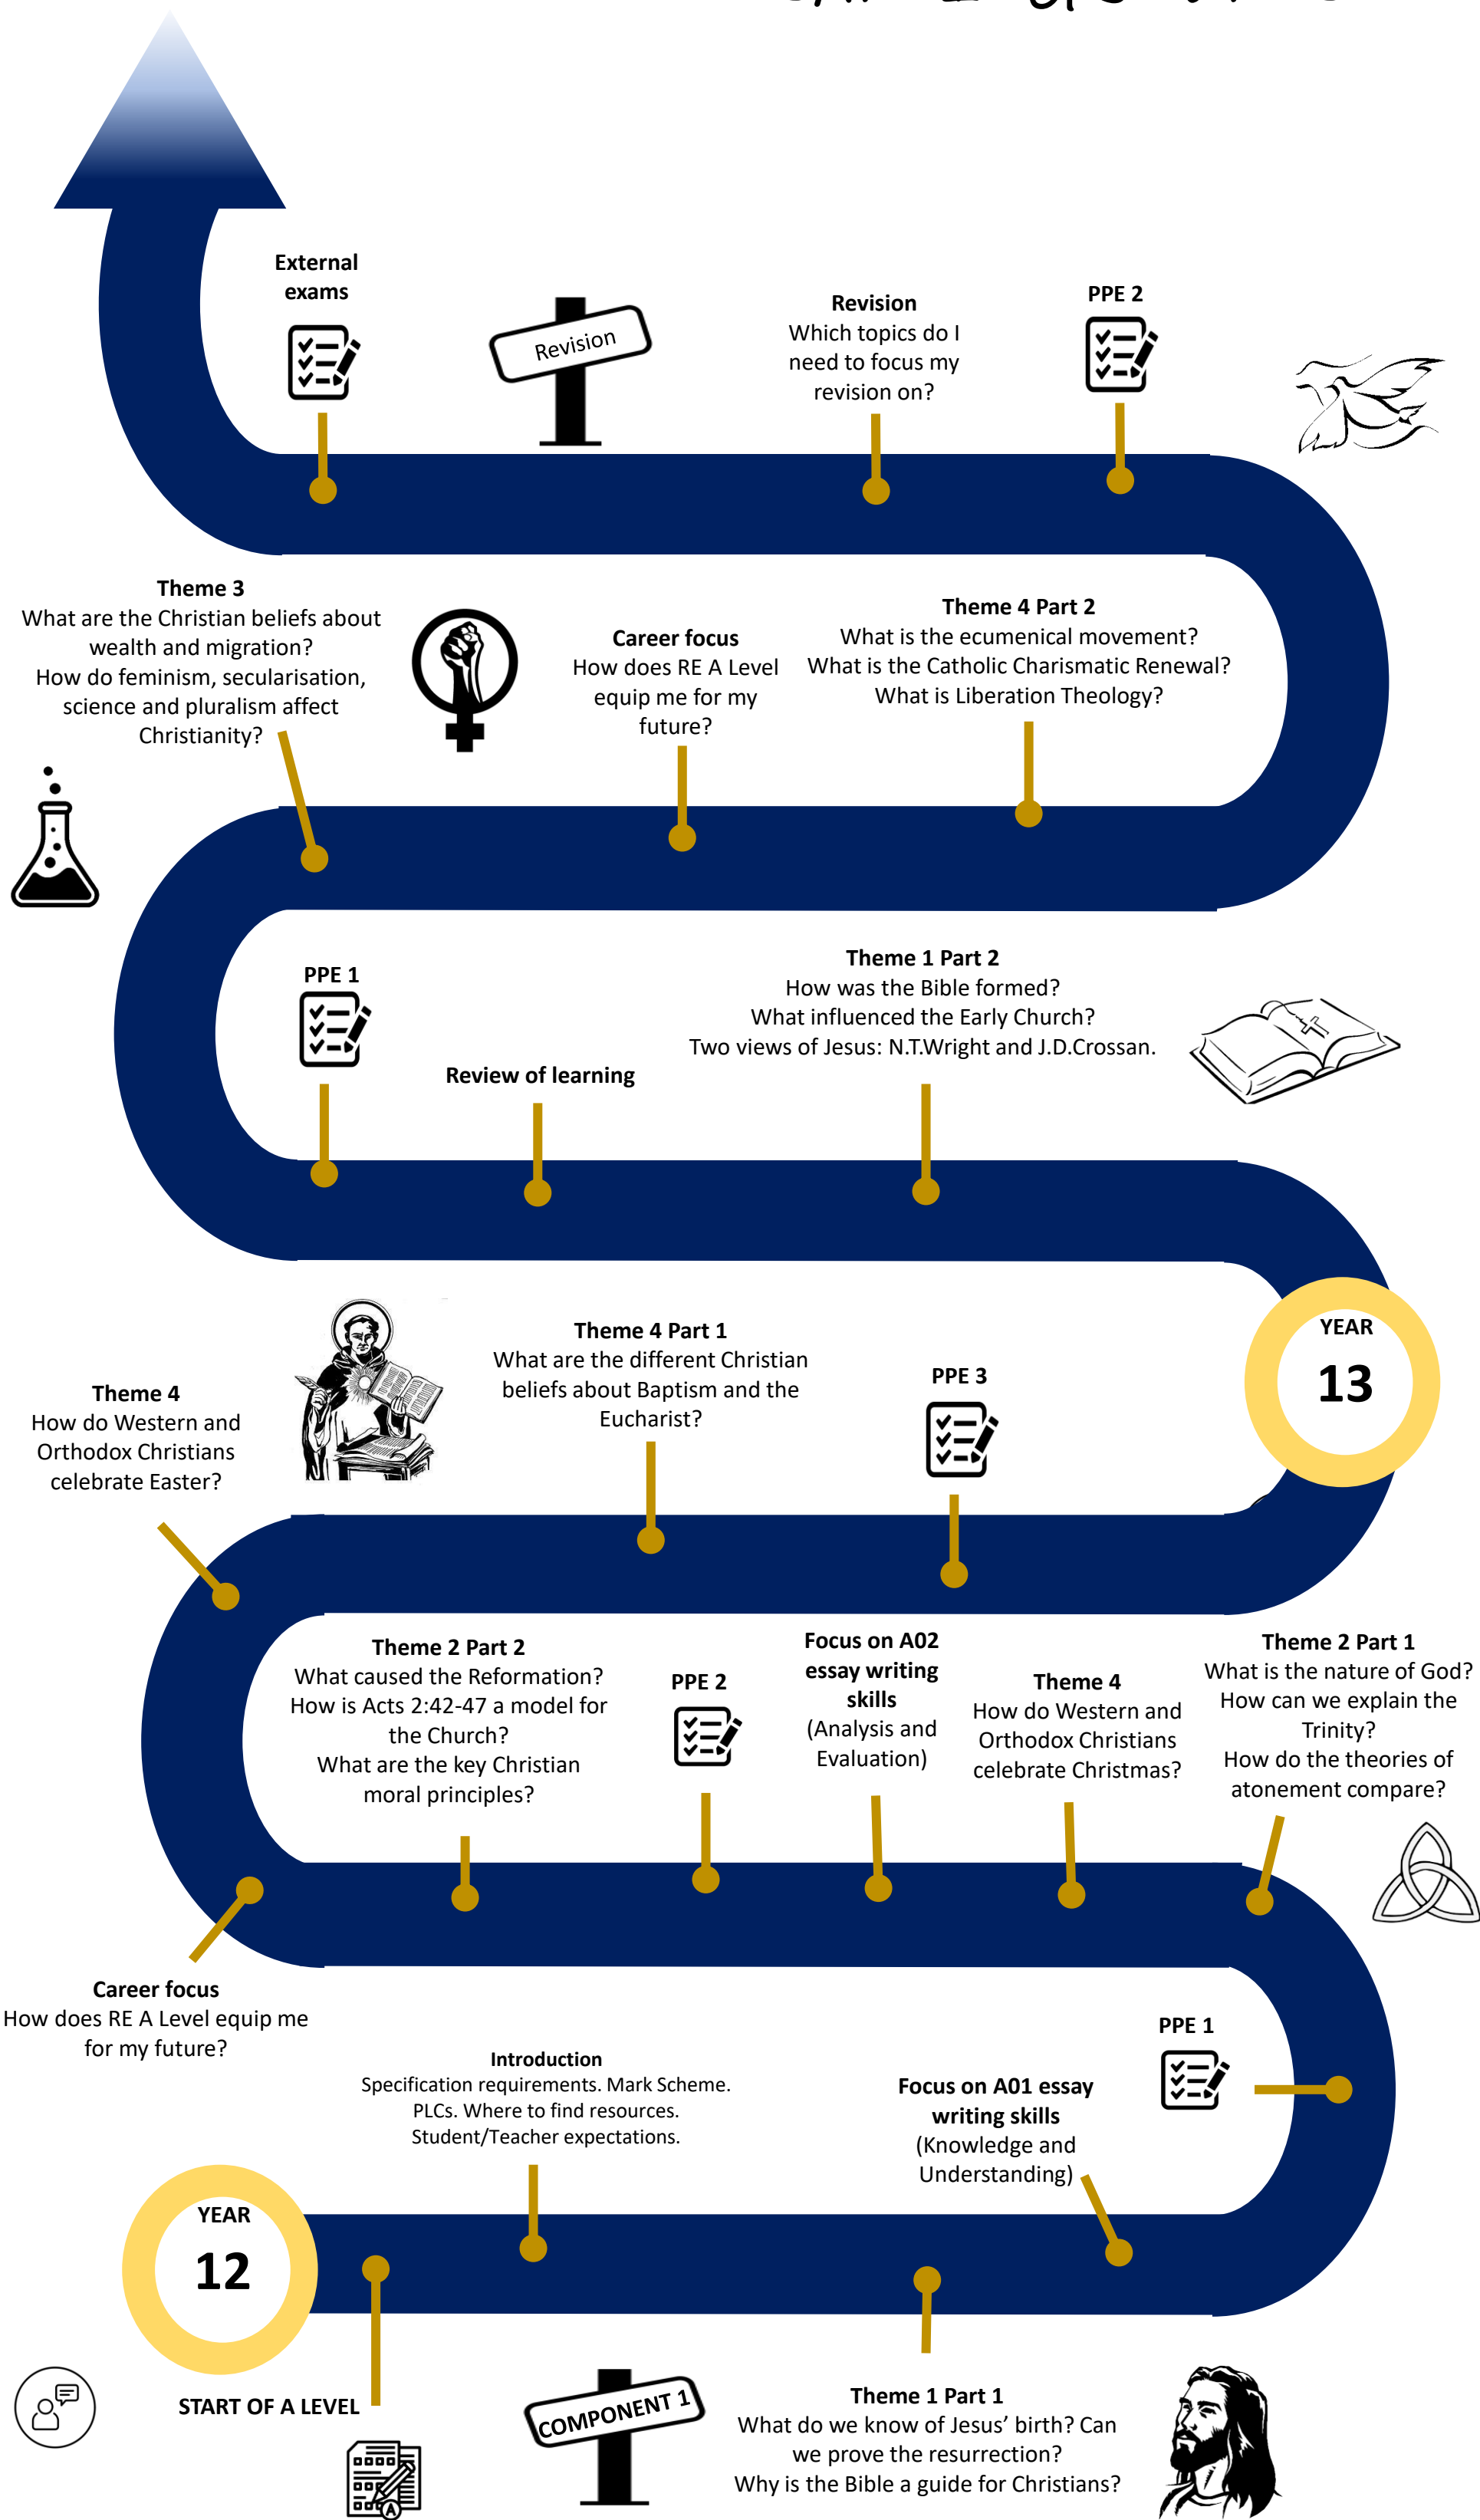 External
exams
Revision
Revision
Which topics do I
need to focus my
revision on?
PPE 2
Theme 3
What are the Christian beliefs about
wealth and migration?
How do feminism, secularisation,
science and pluralism affect
Christianity?
Career focus
How does RE A Level
equip me for my
future?
Theme 4 Part 2
What is the ecumenical movement?
What is the Catholic Charismatic Renewal?
What is Liberation Theology?
PPE 1
Review of learning
Theme 1 Part 2
How was the Bible formed?
What influenced the Early Church?
Two views of Jesus: N.T.Wright and J.D.Crossan.
YEAR
13
Theme 4
How do Western and
Orthodox Christians
celebrate Easter?
Theme 4 Part 1
What are the different Christian
beliefs about Baptism and the
Eucharist?
PPE 3
Theme 2 Part 2
What caused the Reformation?
How is Acts 2:42-47 a model for
the Church?
What are the key Christian
moral principles?
PPE 2
Focus on A02
essay writing
skills
(Analysis and
Evaluation)
Theme 4
How do Western and
Orthodox Christians
celebrate Christmas?
Theme 2 Part 1
What is the nature of God?
How can we explain the
Trinity?
How do the theories of
atonement compare?
Career focus
How does RE A Level equip me
for my future?
Introduction
Specification requirements. Mark Scheme.
PLCs. Where to find resources.
Student/Teacher expectations.
Focus on A01 essay
writing skills
(Knowledge and
Understanding)
PPE 1
YEAR
12
START OF A LEVEL
A
COMPONENT 1
Theme 1 Part 1
What do we know of Jesus’ birth? Can
we prove the resurrection?
Why is the Bible a guide for Christians?